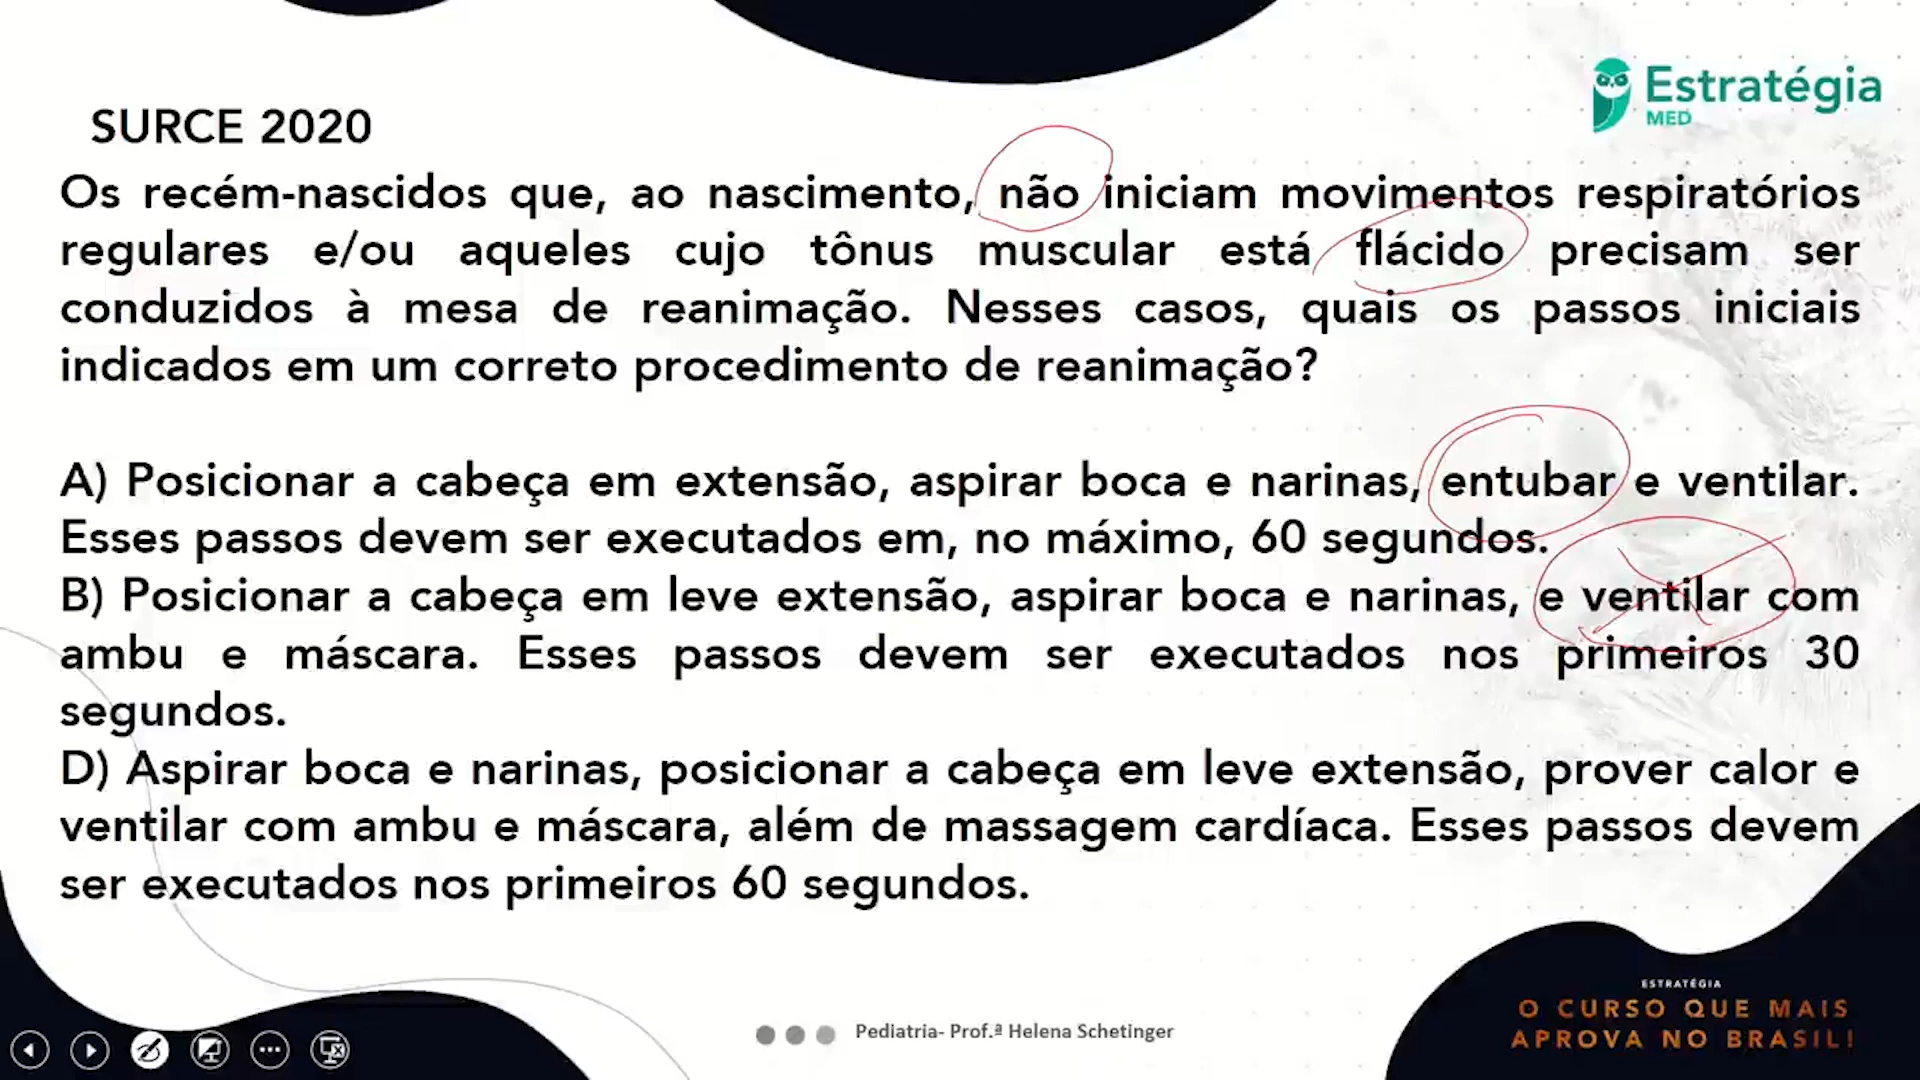 Estratégia
MED
SURCE 2020
Os recém-nascidos que, ao nascimento, não iniciam movimentos respiratórios
regulares e/ou aqueles cujo tônus muscular está flácido precisam ser
conduzidos à mesa de reanimação. Nesses casos, quais os passos iniciais
indicados em um correto procedimento de reanimação?
A) Posicionar a cabeça em extensão, aspirar boca e narinas, entubar e ventilar.
Esses passos devem ser executados em, no máximo, 60 segundos.
B) Posicionar a cabeça em leve extensão, aspirar boca e narinas, e ventilar com
ambu e máscara. Esses passos devem ser executados nos primeiros 30
segundos.
D) Aspirar boca e narinas, posicionar a cabeça em leve extensão, prover calor e
ventilar com ambu e máscara, além de massagem cardíaca. Esses passos devem
ser executados nos primeiros 60 segundos.
Pediatria- Prof.ª Helena Schetinger
ESTRATÉGIA
O CURSO QUE MAIS
APROVA NO BRASIL!